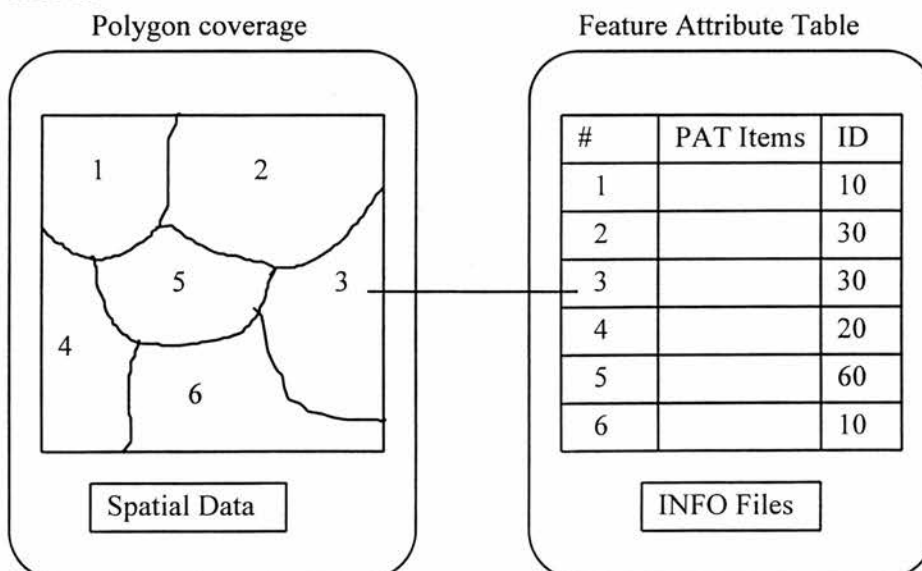 Polygon coverage
1
2
3
4
5
6
Spatial Data
Feature Attribute Table
# PAT Items ID
1 10
2 30
3 30
4 20
5 60
6 10
INFO Files